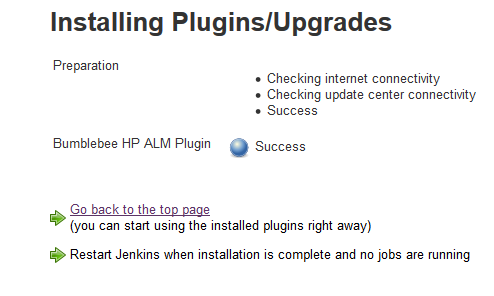 Installing Plugins/Upgrades
Preparation
Checking internet connectivity
Checking update center connectivity
Success
Bumblebee HP ALM Plugin Success
Go back to the top page
(you can start using the installed plugins right away)
Restart Jenkins when installation is complete and no jobs are running